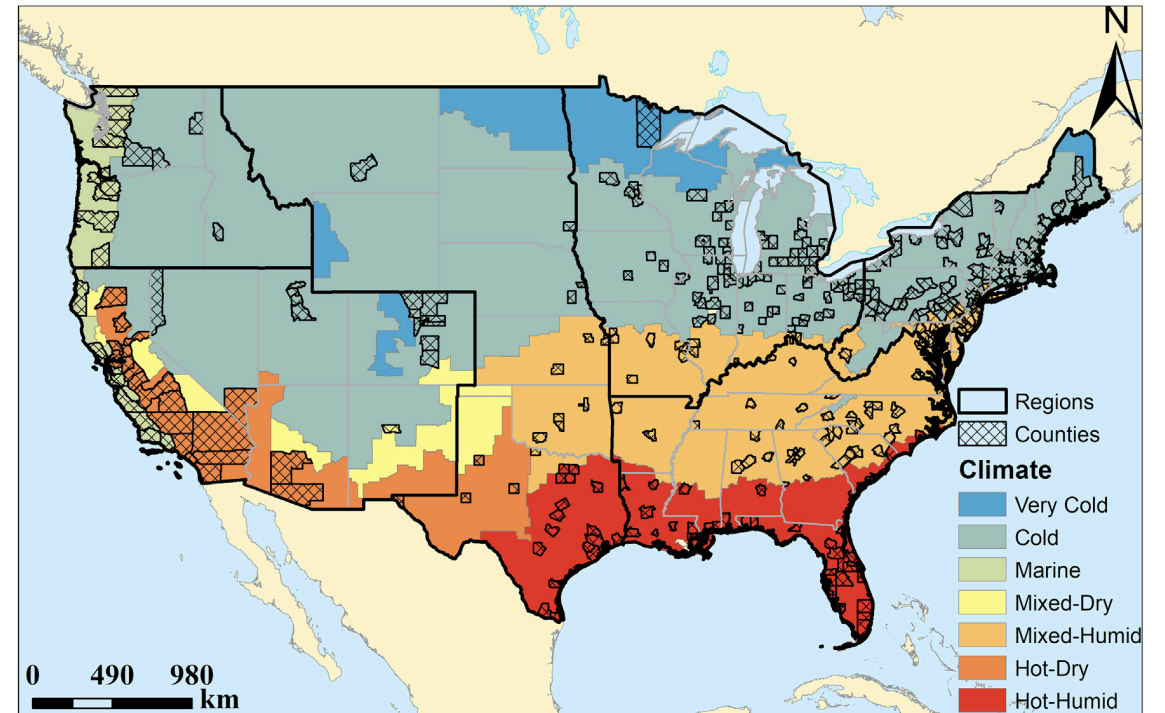 N
Regions
Counties
Climate
Very Cold
Cold
Marine
Mixed-Dry
Mixed-Humid
Hot-Dry
Hot-Humid
0 490 980
km